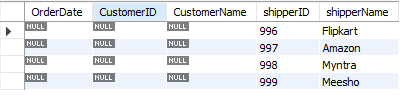 OrderDate CustomerID CustomerName shipperID shipperName
NULL NULL NULL 996 Flipkart
NULL NULL NULL 997 Amazon
NULL NULL NULL 998 Myntra
NULL NULL NULL 999 Meesho